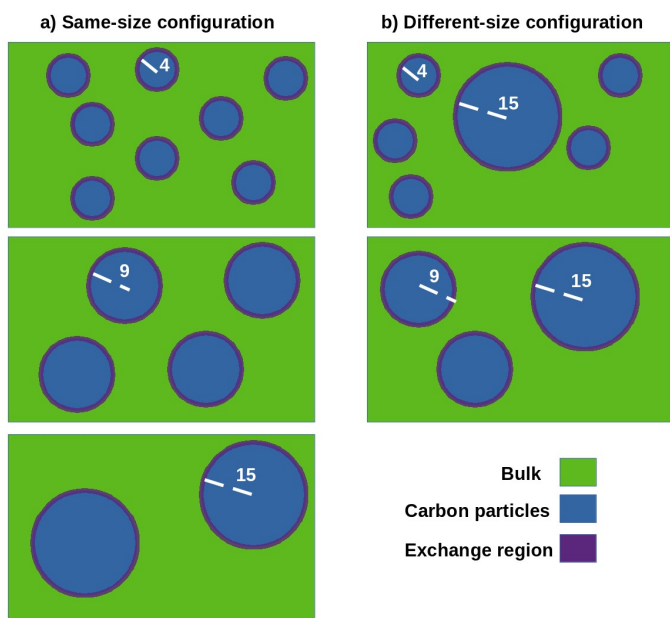 a) Same-size configuration
4
9
15
b) Different-size configuration
4
15
9
15
Bulk
Carbon particles
Exchange region